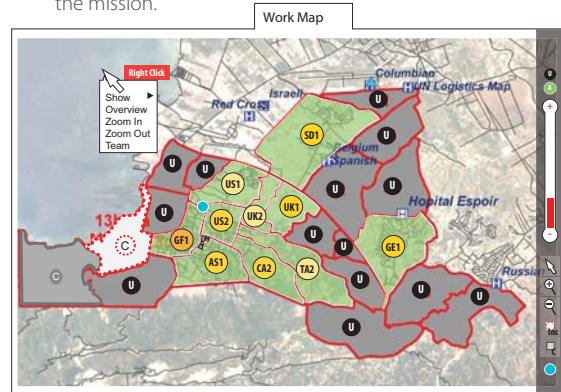 the mission.
Work Map
Right Click
Show
Overview
Zoom In
Zoom Out
Team
Columbian
UN Logistics Map
Israeli
Red Cros
U
A
U
SD1
U
Belgium
Spanish
U
U
US1
U
U
U
UK1
Hopital Espoir
US2
UK2
13
C
GF1
U
U
GE1
AS1
CA2
TA2
U
Russian
C
U
U
U
U